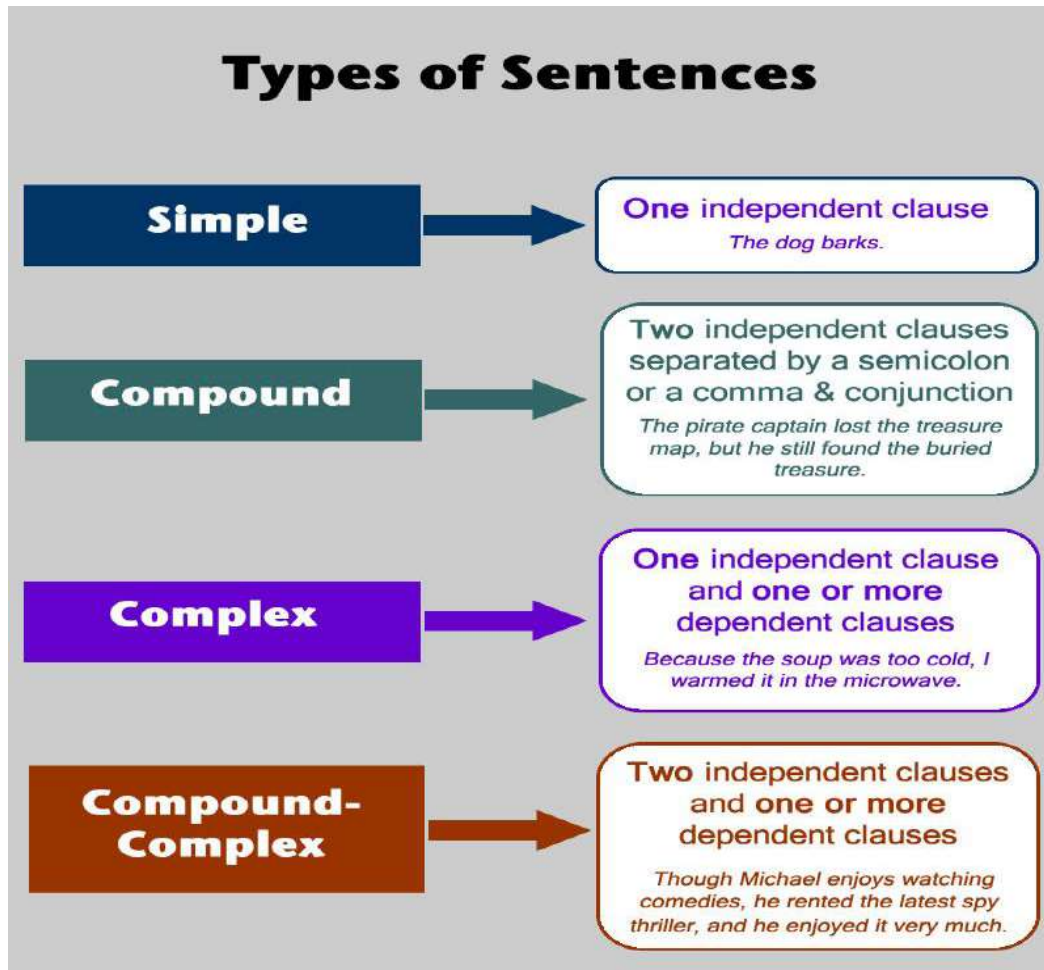 Types of Sentences
Simple
One independent clause
The dog barks.
Compound
Two independent clauses
separated by a semicolon
or a comma & conjunction
The pirate captain lost the treasure
map, but he still found the buried
treasure.
Complex
One independent clause
and one or more
dependent clauses
Because the soup was too cold, I
warmed it in the microwave.
Compound-
Complex
Two independent clauses
and one or more
dependent clauses
Though Michael enjoys watching
comedies, he rented the latest spy
thriller, and he enjoyed it very much.